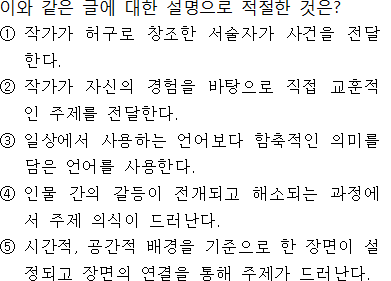 이와 같은 글에 대한 설명으로 적절한 것은?
① 작가가 허구로 창조한 서술자가 사건을 전달
한다.
② 작가가 자신의 경험을 바탕으로 직접 교훈적
인 주제를 전달한다.
③ 일상에서 사용하는 언어보다 함축적인 의미를
담은 언어를 사용한다.
④ 인물 간의 갈등이 전개되고 해소되는 과정에
서 주제 의식이 드러난다.
⑤ 시간적, 공간적 배경을 기준으로 한 장면이 설
정되고 장면의 연결을 통해 주제가 드러난다.